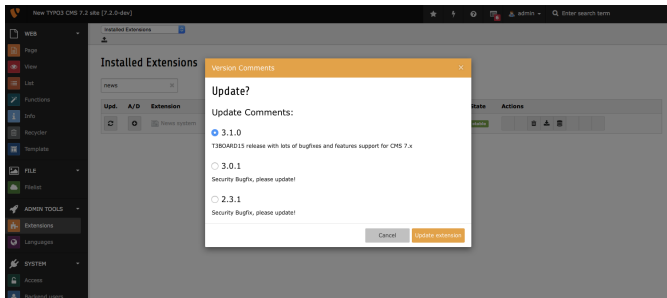 New TYPO3 CMS 7.2 site [7.2.0-dev]
admin
Enter search term
WEB
Page
View
List
Functions
Info
Recycler
Template
FILE
Filelist
ADMIN TOOLS
Extensions
Languages
SYSTEM
Access
Backend users
Installed Extensions
Installed Extensions
news
Upd. A/D Extension State Actions
News system stable
Version Comments ×
Update?
Update Comments:
3.1.0
T3BOARD15 release with lots of bugfixes and features support for CMS 7.x
3.0.1
Security Bugfix, please update!
2.3.1
Security Bugfix, please update!
Cancel Update extension